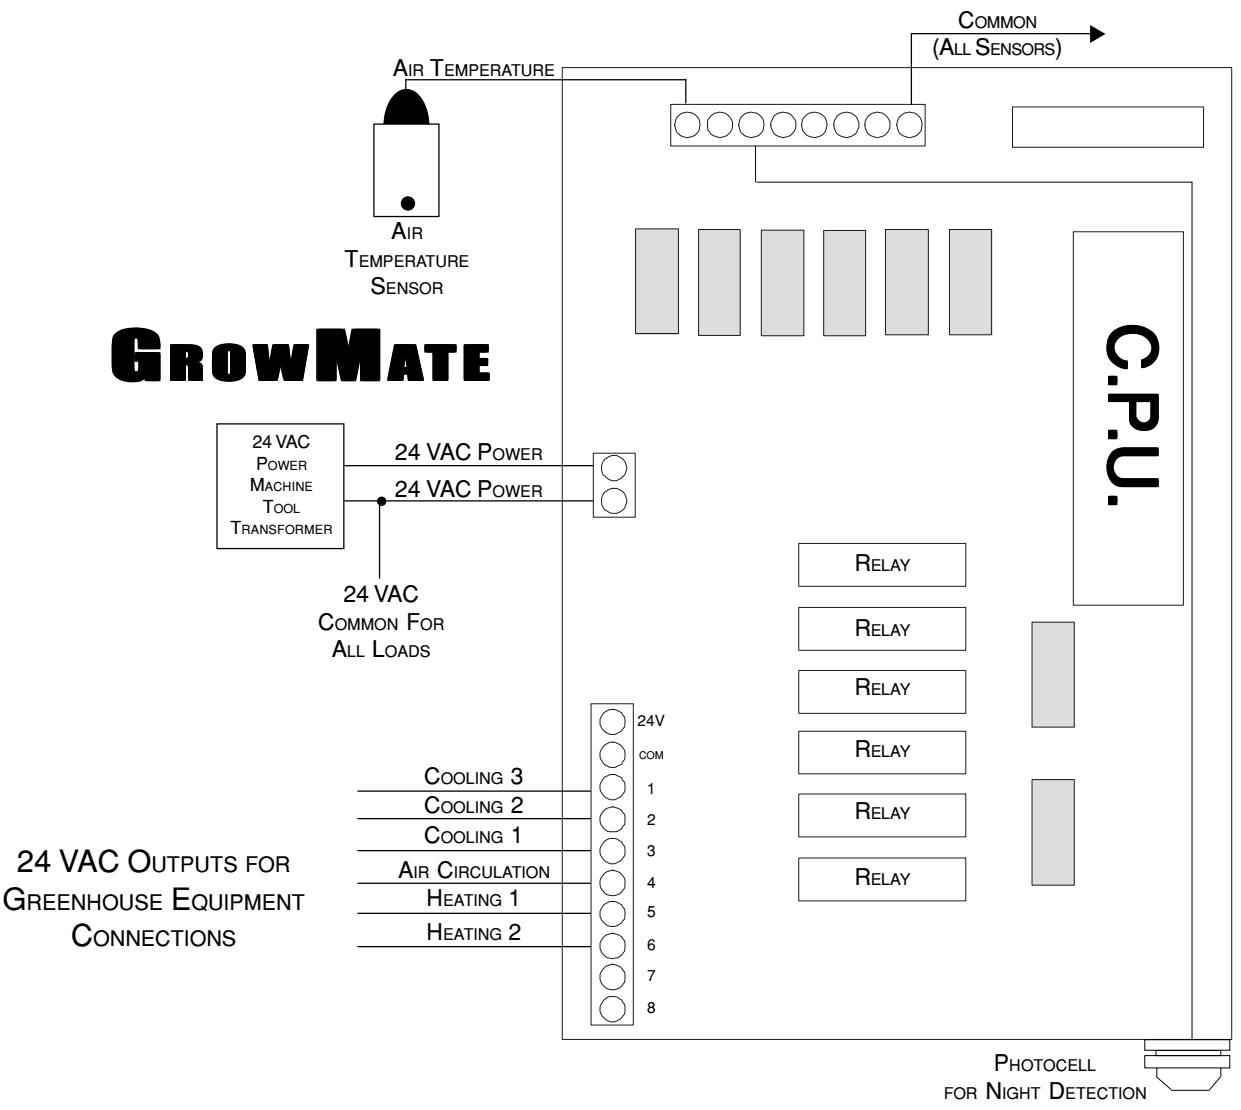 Common
(All Sensors)
Air Temperature
Air
Temperature
Sensor
GrowMate
C.P.U.
24 VAC
Power
Machine
Tool
Transformer
24 VAC Power
24 VAC Power
24 VAC
Common For
All Loads
Relay
Relay
Relay
Relay
Relay
Relay
24V
COM
1
2
3
4
5
6
7
8
Cooling 3
Cooling 2
Cooling 1
Air Circulation
Heating 1
Heating 2
24 VAC Outputs for
Greenhouse Equipment
Connections
Photocell
for Night Detection